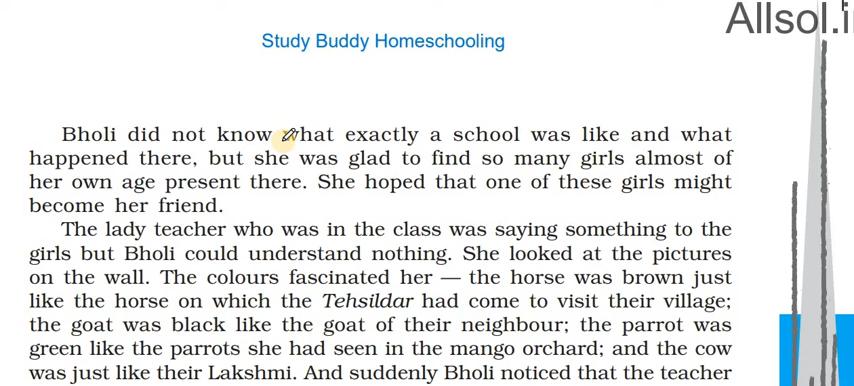 Allsol.i
Study Buddy Homeschooling
Bholi did not know what exactly a school was like and what
happened there, but she was glad to find so many girls almost of
her own age present there. She hoped that one of these girls might
become her friend.
The lady teacher who was in the class was saying something to the
girls but Bholi could understand nothing. She looked at the pictures
on the wall. The colours fascinated her — the horse was brown just
like the horse on which the Tehsildar had come to visit their village;
the goat was black like the goat of their neighbour; the parrot was
green like the parrots she had seen in the mango orchard; and the cow
was just like their Lakshmi. And suddenly Bholi noticed that the teacher